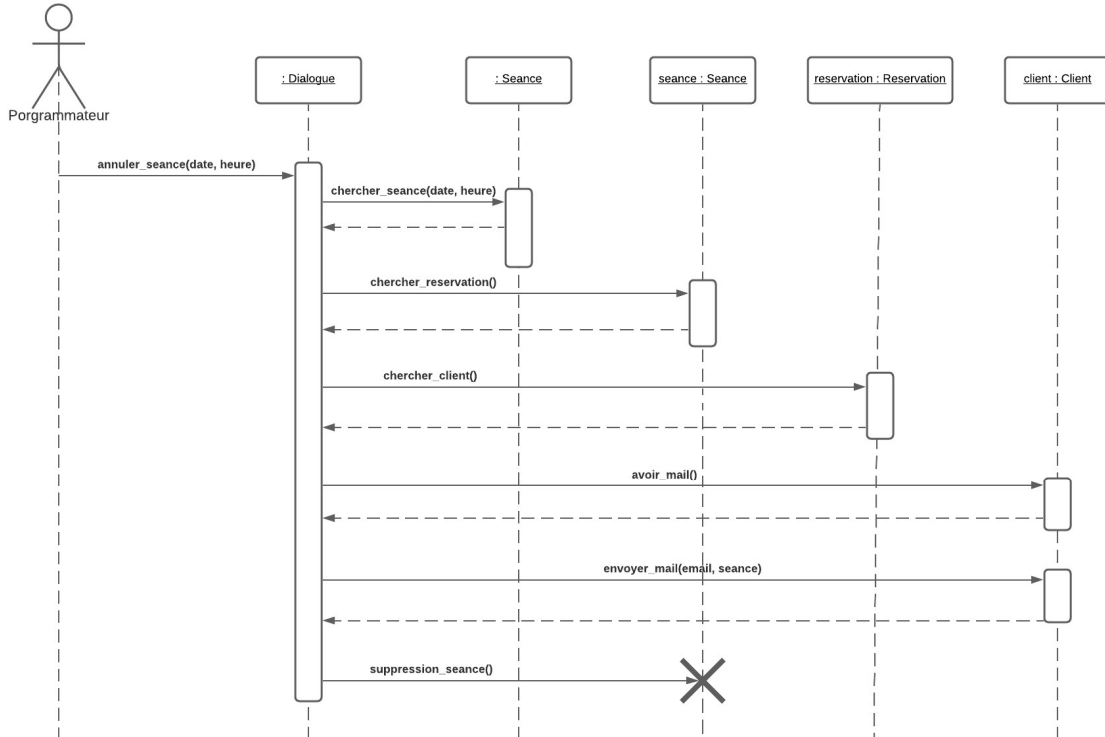 : Dialogue
: Seance
seance : Seance
reservation : Reservation
client : Client
Porgrammateur
annuler_seance(date, heure)
chercher_seance(date, heure)
chercher_reservation()
chercher_client()
avoir_mail()
envoyer_mail(email, seance)
suppression_seance()